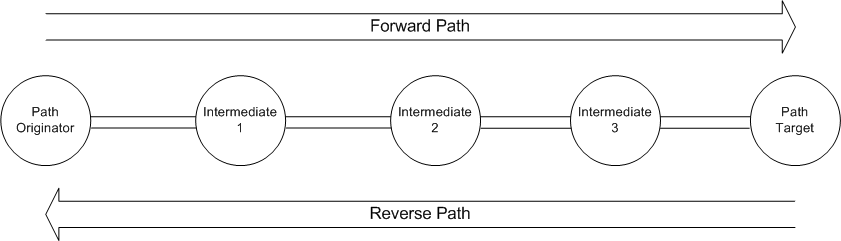 Forward Path
Path
Originator
Intermediate
1
Intermediate
2
Intermediate
3
Path
Target
Reverse Path